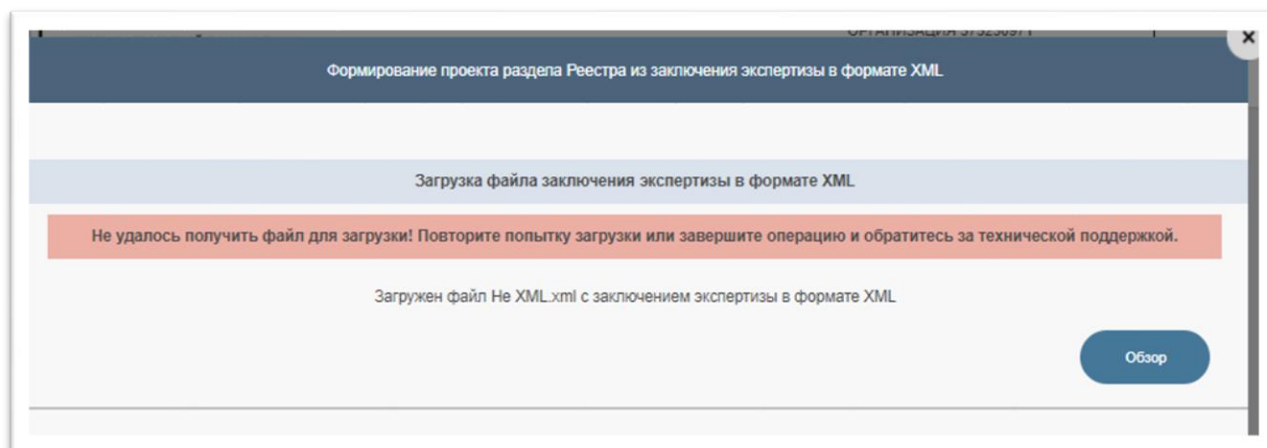 ОРГАНИЗАЦИЯ 575250971
Формирование проекта раздела Реестра из заключения экспертизы в формате XML
Загрузка файла заключения экспертизы в формате XML
Не удалось получить файл для загрузки! Повторите попытку загрузки или завершите операцию и обратитесь за технической поддержкой.
Загружен файл Не XML.xml с заключением экспертизы в формате XML
Обзор